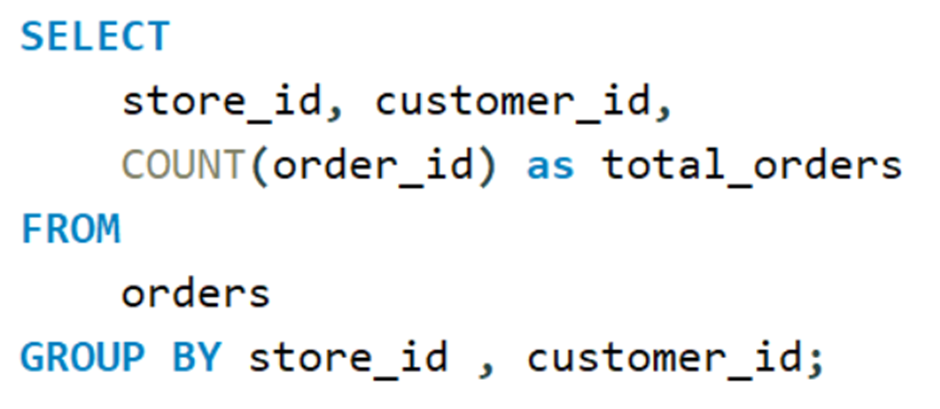 SELECT
store_id, customer_id,
COUNT(order_id) as total_orders
FROM
orders
GROUP BY store_id , customer_id;